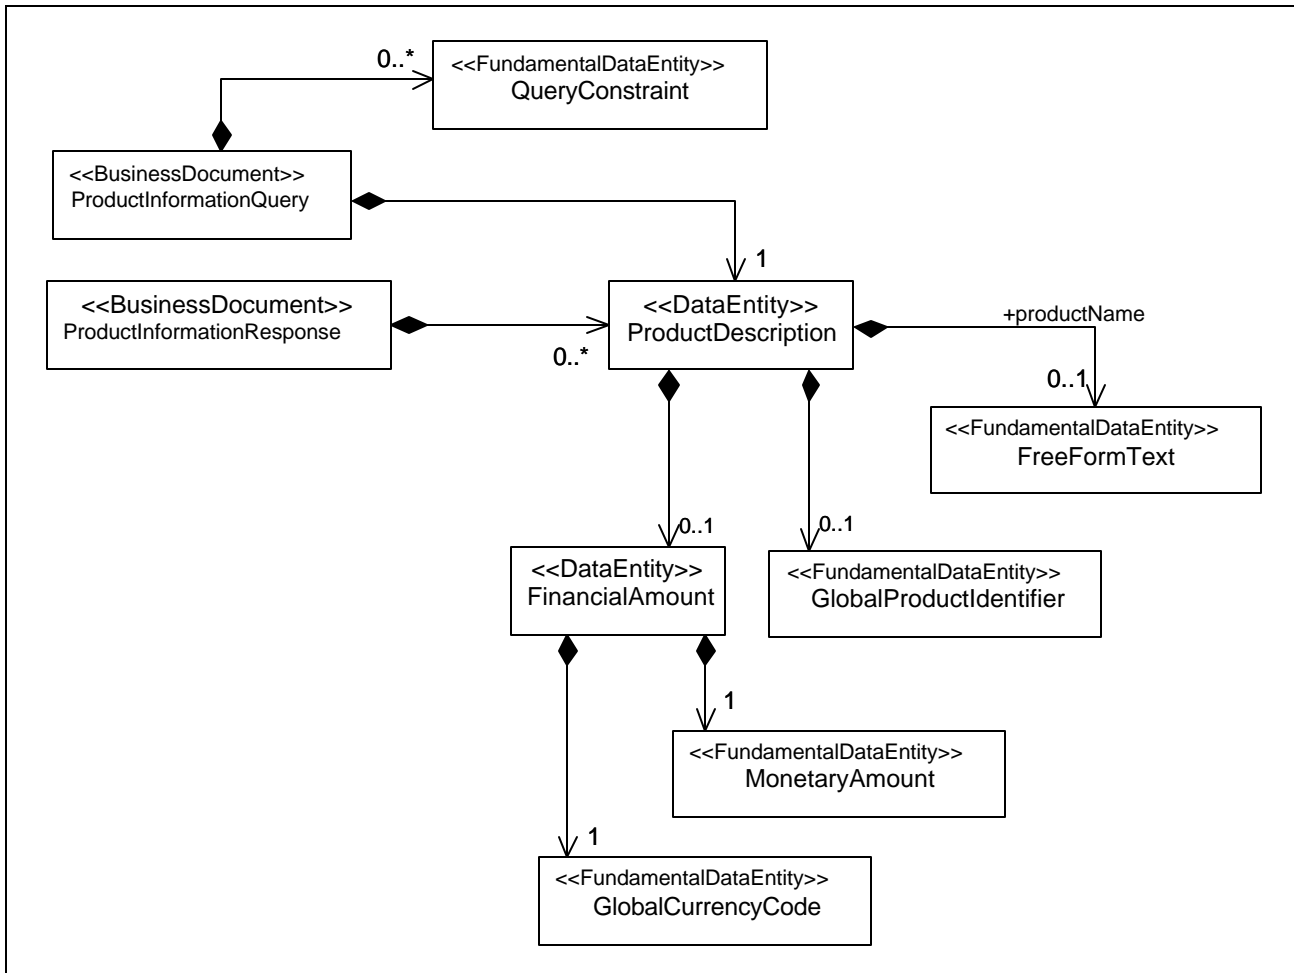 0..*
<<FundamentalDataEntity>>
QueryConstraint
<<BusinessDocument>>
ProductInformationQuery
1
<<BusinessDocument>>
ProductInformationResponse
0..*
<<DataEntity>>
ProductDescription
+productName
0..1
<<FundamentalDataEntity>>
FreeFormText
0..1
0..1
<<DataEntity>>
FinancialAmount
<<FundamentalDataEntity>>
GlobalProductIdentifier
1
<<FundamentalDataEntity>>
MonetaryAmount
1
<<FundamentalDataEntity>>
GlobalCurrencyCode